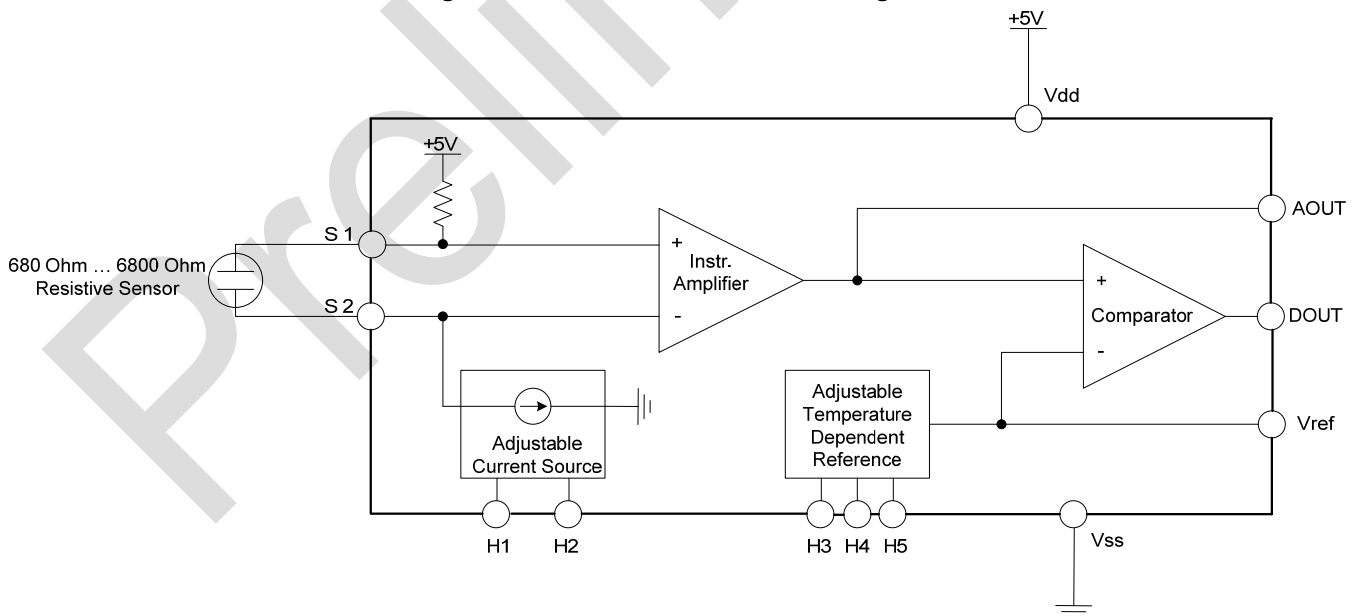 +5V
Vdd
+5V
S 1
AOUT
680 Ohm … 6800 Ohm
Resistive Sensor
+
Instr.
Amplifier
-
S 2
+
Comparator
-
DOUT
Adjustable
Current Source
Adjustable
Temperature
Dependent
Reference
Vref
H1
H2
H3
H4
H5
Vss